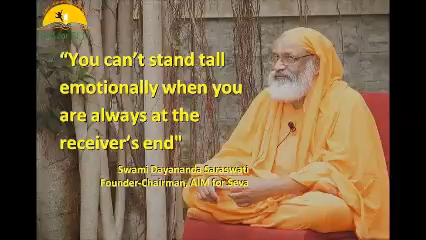 “You can’t stand tall
emotionally when you
are always at the
receiver’s end"
Swami Dayananda Saraswati
Founder-Chairman, AIM for Seva